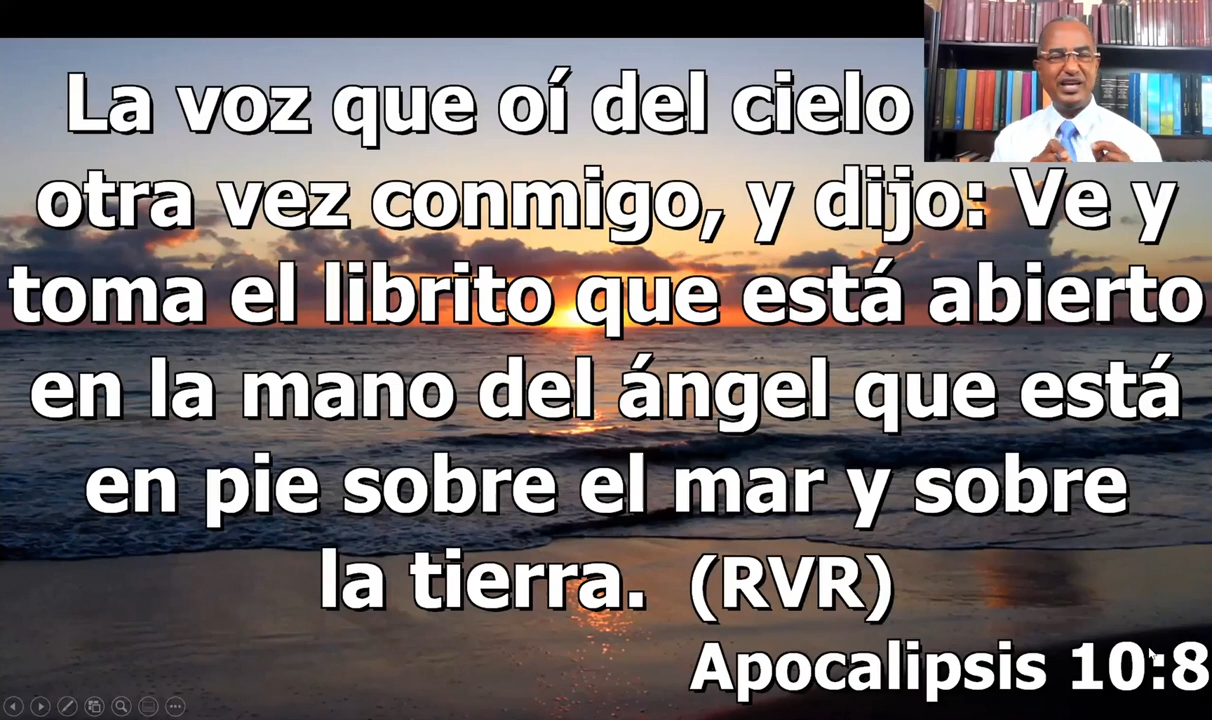 La voz que oí del cielo
otra vez conmigo, y dijo: Ve y
toma el librito que está abierto
en la mano del ángel que está
en pie sobre el mar y sobre
la tierra. (RVR)
Apocalipsis 10:8